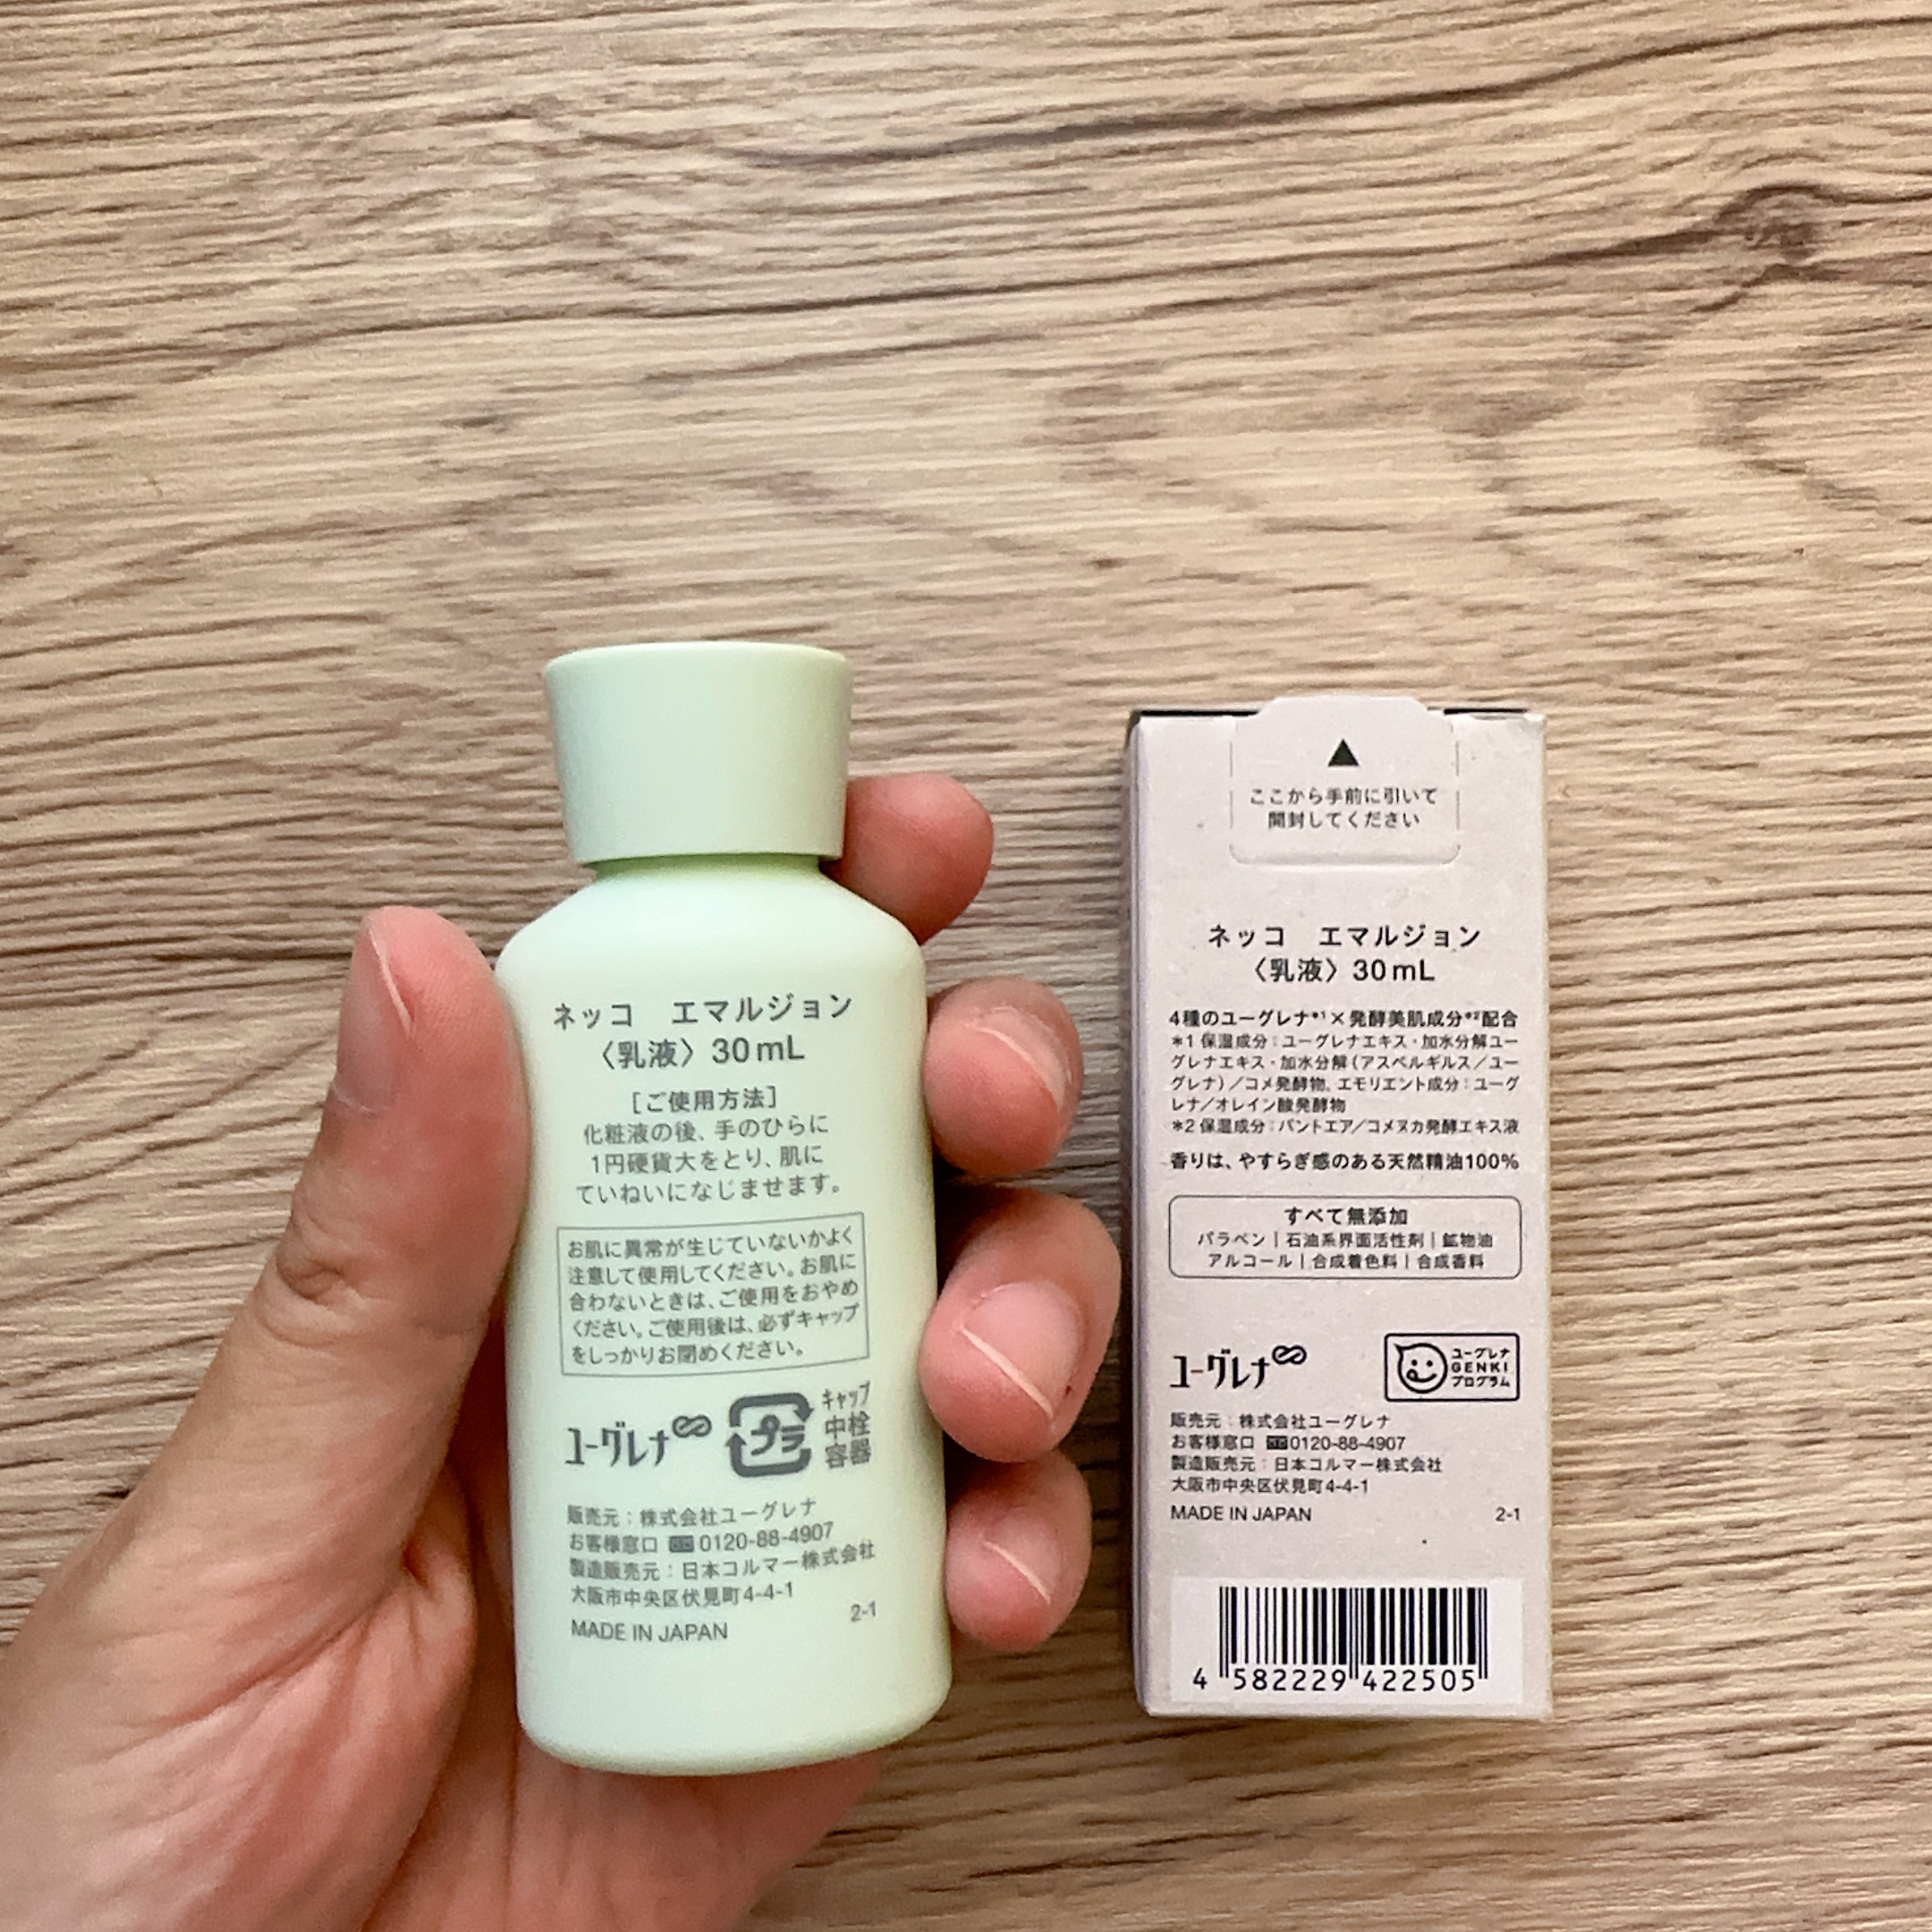 ネッコ　エマルジョン
〈乳液〉30mL
［ご使用方法］
化粧液の後、手のひらに
1円硬貨大をとり、肌に
ていねいになじませます。
お肌に異常が生じていないかよく
注意して使用してください。お肌に
合わないときは、ご使用をおやめ
ください。ご使用後は、必ずキャップ
をしっかりお閉めください。
ユーグレナ
プラ
キャップ
中栓
容器
販売元：株式会社ユーグレナ
お客様窓口 0120-88-4907
製造販売元：日本コルマー株式会社
大阪市中央区伏見町4-4-1
MADE IN JAPAN 2-1
▲
ここから手前に引いて
開封してください
ネッコ　エマルジョン
〈乳液〉30mL
4種のユーグレナ*1×発酵美肌成分*2配合
*1 保湿成分：ユーグレナエキス・加水分解ユー
グレナエキス・加水分解（アスペルギルス／ユー
グレナ）／コメ発酵物、エモリエント成分：ユーグ
レナ／オレイン酸発酵物
*2 保湿成分：パントエア／コメヌカ発酵エキス液
香りは、やすらぎ感のある天然精油100%
すべて無添加
パラベン｜石油系界面活性剤｜鉱物油
アルコール｜合成着色料｜合成香料
ユーグレナ
ユーグレナ
GENKI
プログラム
販売元：株式会社ユーグレナ
お客様窓口 0120-88-4907
製造販売元：日本コルマー株式会社
大阪市中央区伏見町4-4-1
MADE IN JAPAN 2-1
4 582229 422505